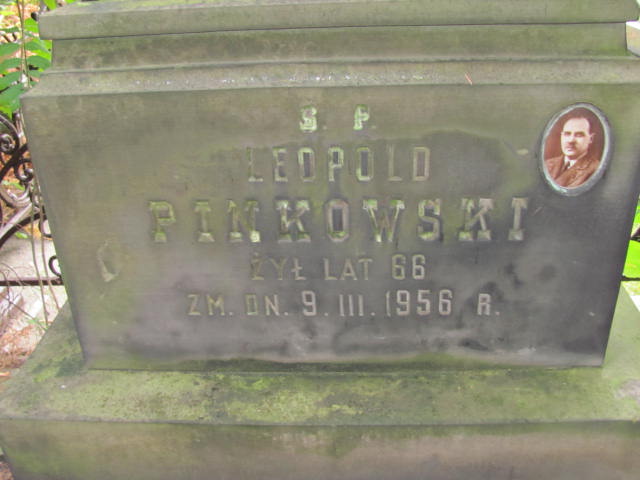 Ś. P.
LEOPOLD
PINKOWSKI
ŻYŁ LAT 66
ZM. DN. 9. III. 1956 R.